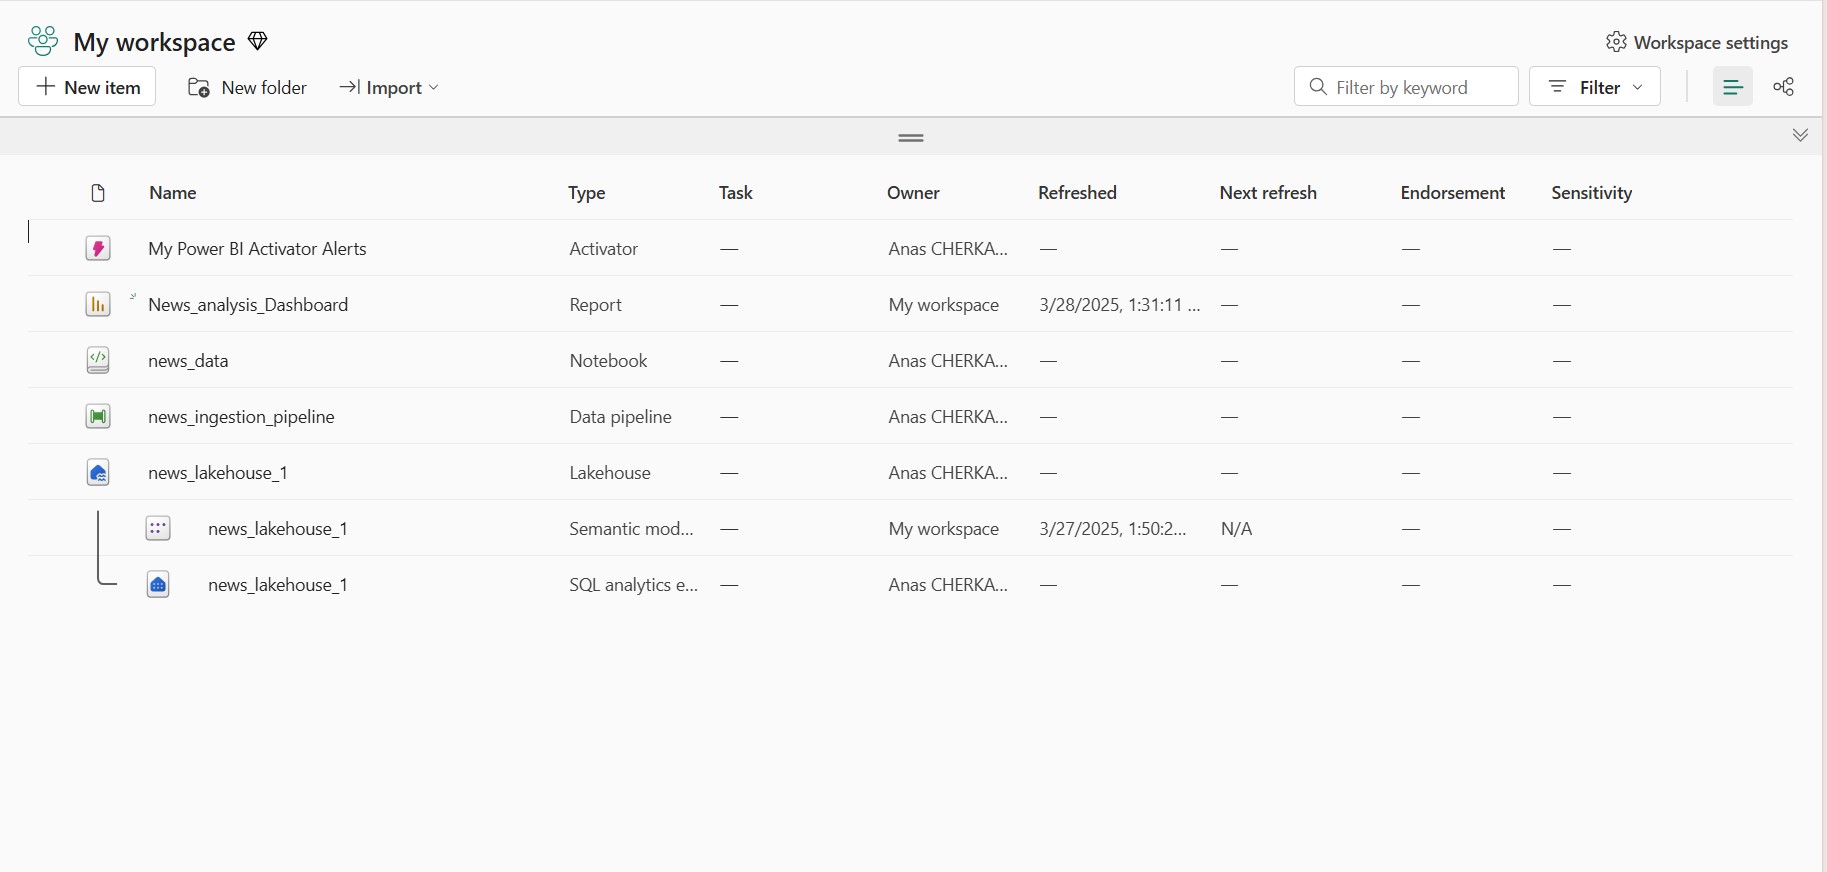 My workspace
Workspace settings
New item New folder Import Filter by keyword Filter
Name Type Task Owner Refreshed Next refresh Endorsement Sensitivity
My Power BI Activator Alerts Activator — Anas CHERKA... — — — —
News_analysis_Dashboard Report — My workspace 3/28/2025, 1:31:11 ... — — —
news_data Notebook — Anas CHERKA... — — — —
news_ingestion_pipeline Data pipeline — Anas CHERKA... — — — —
news_lakehouse_1 Lakehouse — Anas CHERKA... — — — —
news_lakehouse_1 Semantic mod... — My workspace 3/27/2025, 1:50:2... N/A — —
news_lakehouse_1 SQL analytics e... — Anas CHERKA... — — — —